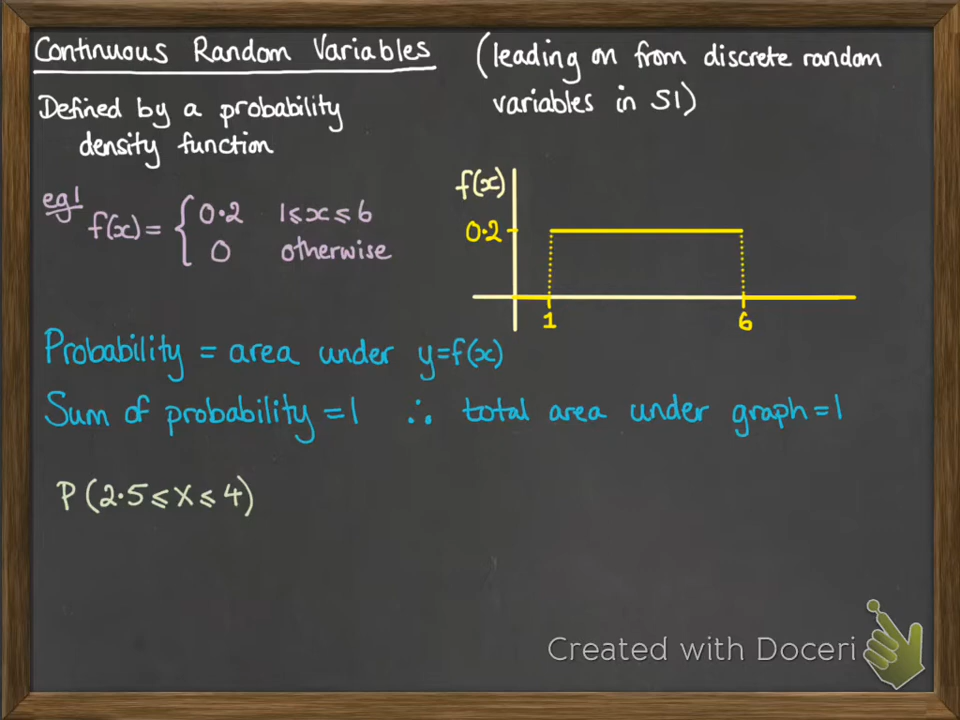 Continuous Random Variables
(leading on from discrete random
variables in S1)
Defined by a probability
density function
eg1
f(x) = { 0·2 1≤x≤6
0 otherwise
f(x)
0·2
1 6
Probability = area under y=f(x)
Sum of probability = 1 ∴ total area under graph = 1
P(2·5≤X≤4)
Created with Doceri